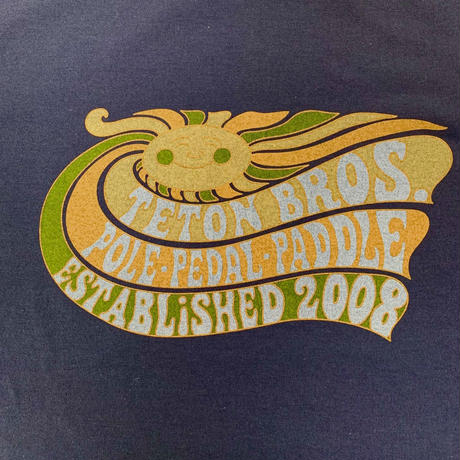 TETON BROS.
POLE-PEDAL-PADDLE
ESTABLiSHED 2008